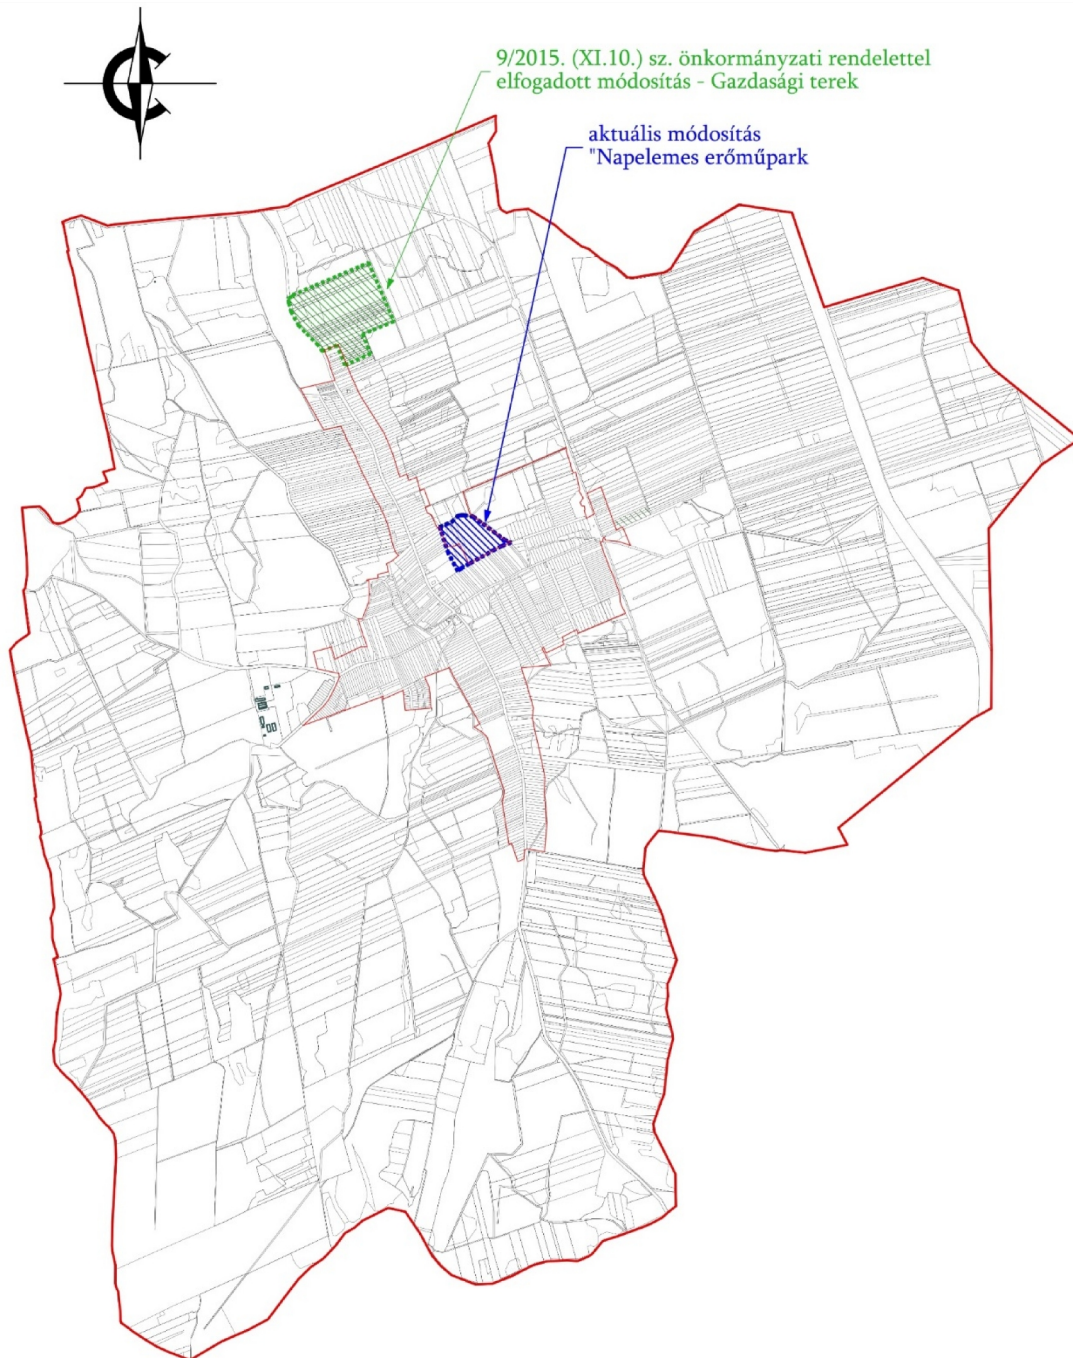 9/2015. (XI.10.) sz. önkormányzati rendelettel
elfogadott módosítás - Gazdasági terek
aktuális módosítás
"Napelemes erőműpark